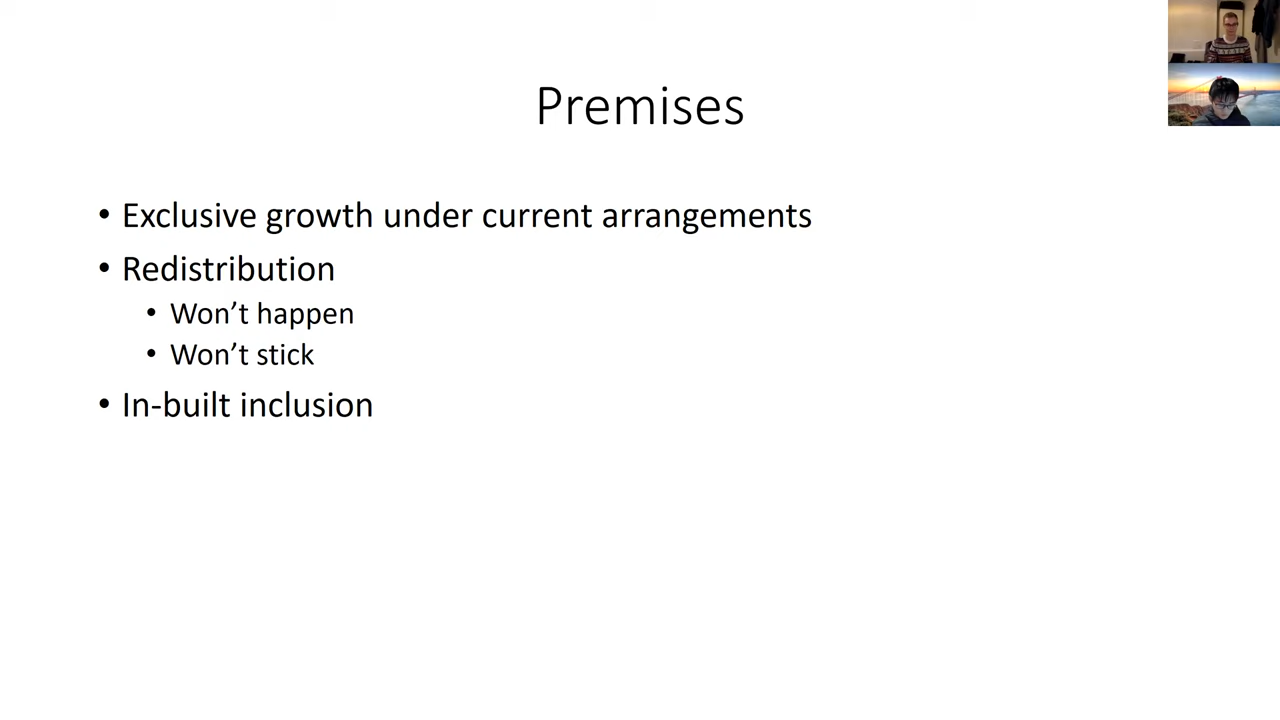 Premises
• Exclusive growth under current arrangements
• Redistribution
• Won’t happen
• Won’t stick
• In-built inclusion